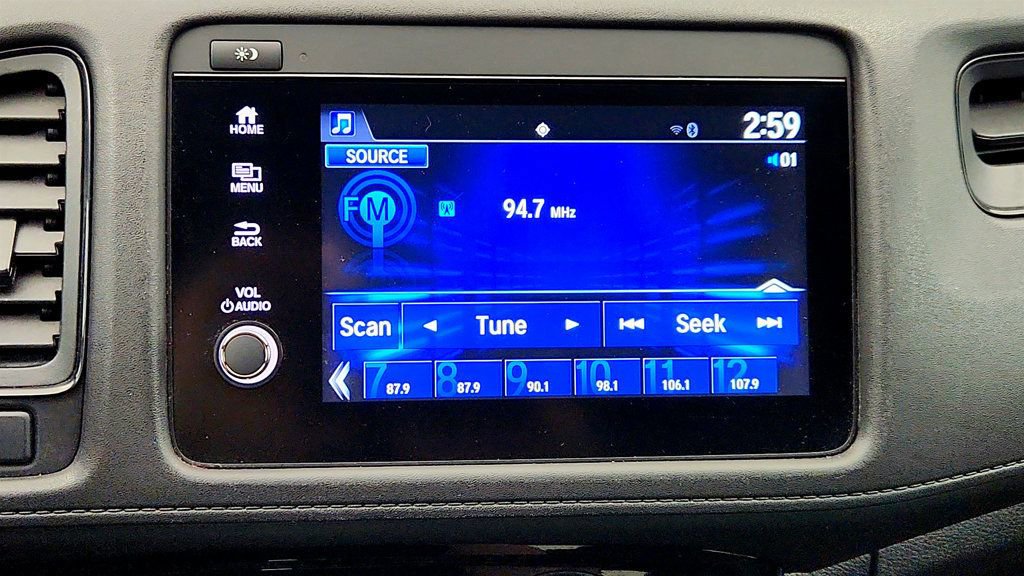 HOME
MENU
BACK
VOL
AUDIO
2:59
SOURCE
01
FM
94.7 MHz
Scan
Tune
Seek
7 87.9
8 87.9
9 90.1
10 98.1
11 106.1
12 107.9